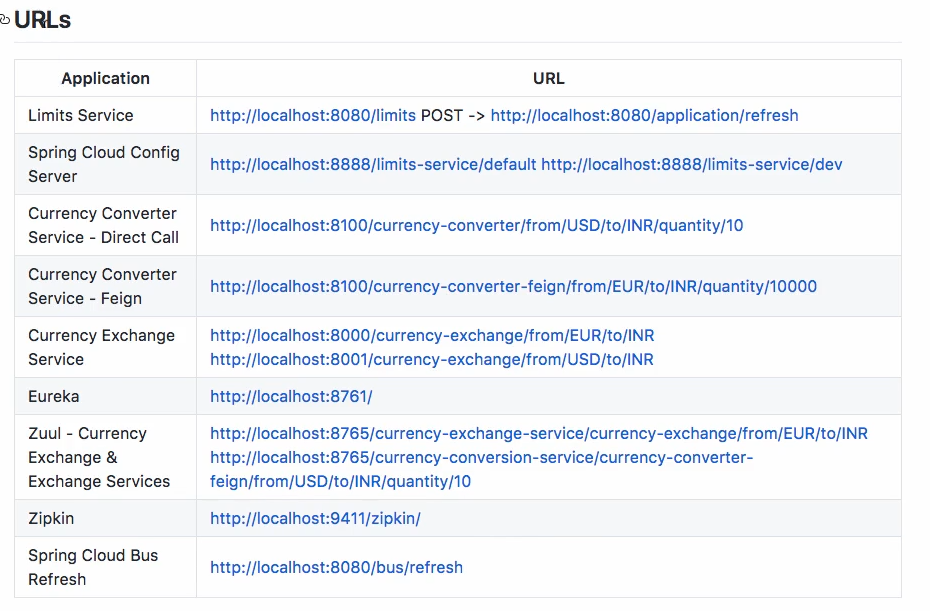 URLs
Application URL
Limits Service http://localhost:8080/limits POST -> http://localhost:8080/application/refresh
Spring Cloud Config
Server
http://localhost:8888/limits-service/default http://localhost:8888/limits-service/dev
Currency Converter
Service - Direct Call
http://localhost:8100/currency-converter/from/USD/to/INR/quantity/10
Currency Converter
Service - Feign
http://localhost:8100/currency-converter-feign/from/EUR/to/INR/quantity/10000
Currency Exchange
Service
http://localhost:8000/currency-exchange/from/EUR/to/INR
http://localhost:8001/currency-exchange/from/USD/to/INR
Eureka http://localhost:8761/
Zuul - Currency
Exchange &
Exchange Services
http://localhost:8765/currency-exchange-service/currency-exchange/from/EUR/to/INR
http://localhost:8765/currency-conversion-service/currency-converter-
feign/from/USD/to/INR/quantity/10
Zipkin http://localhost:9411/zipkin/
Spring Cloud Bus
Refresh
http://localhost:8080/bus/refresh